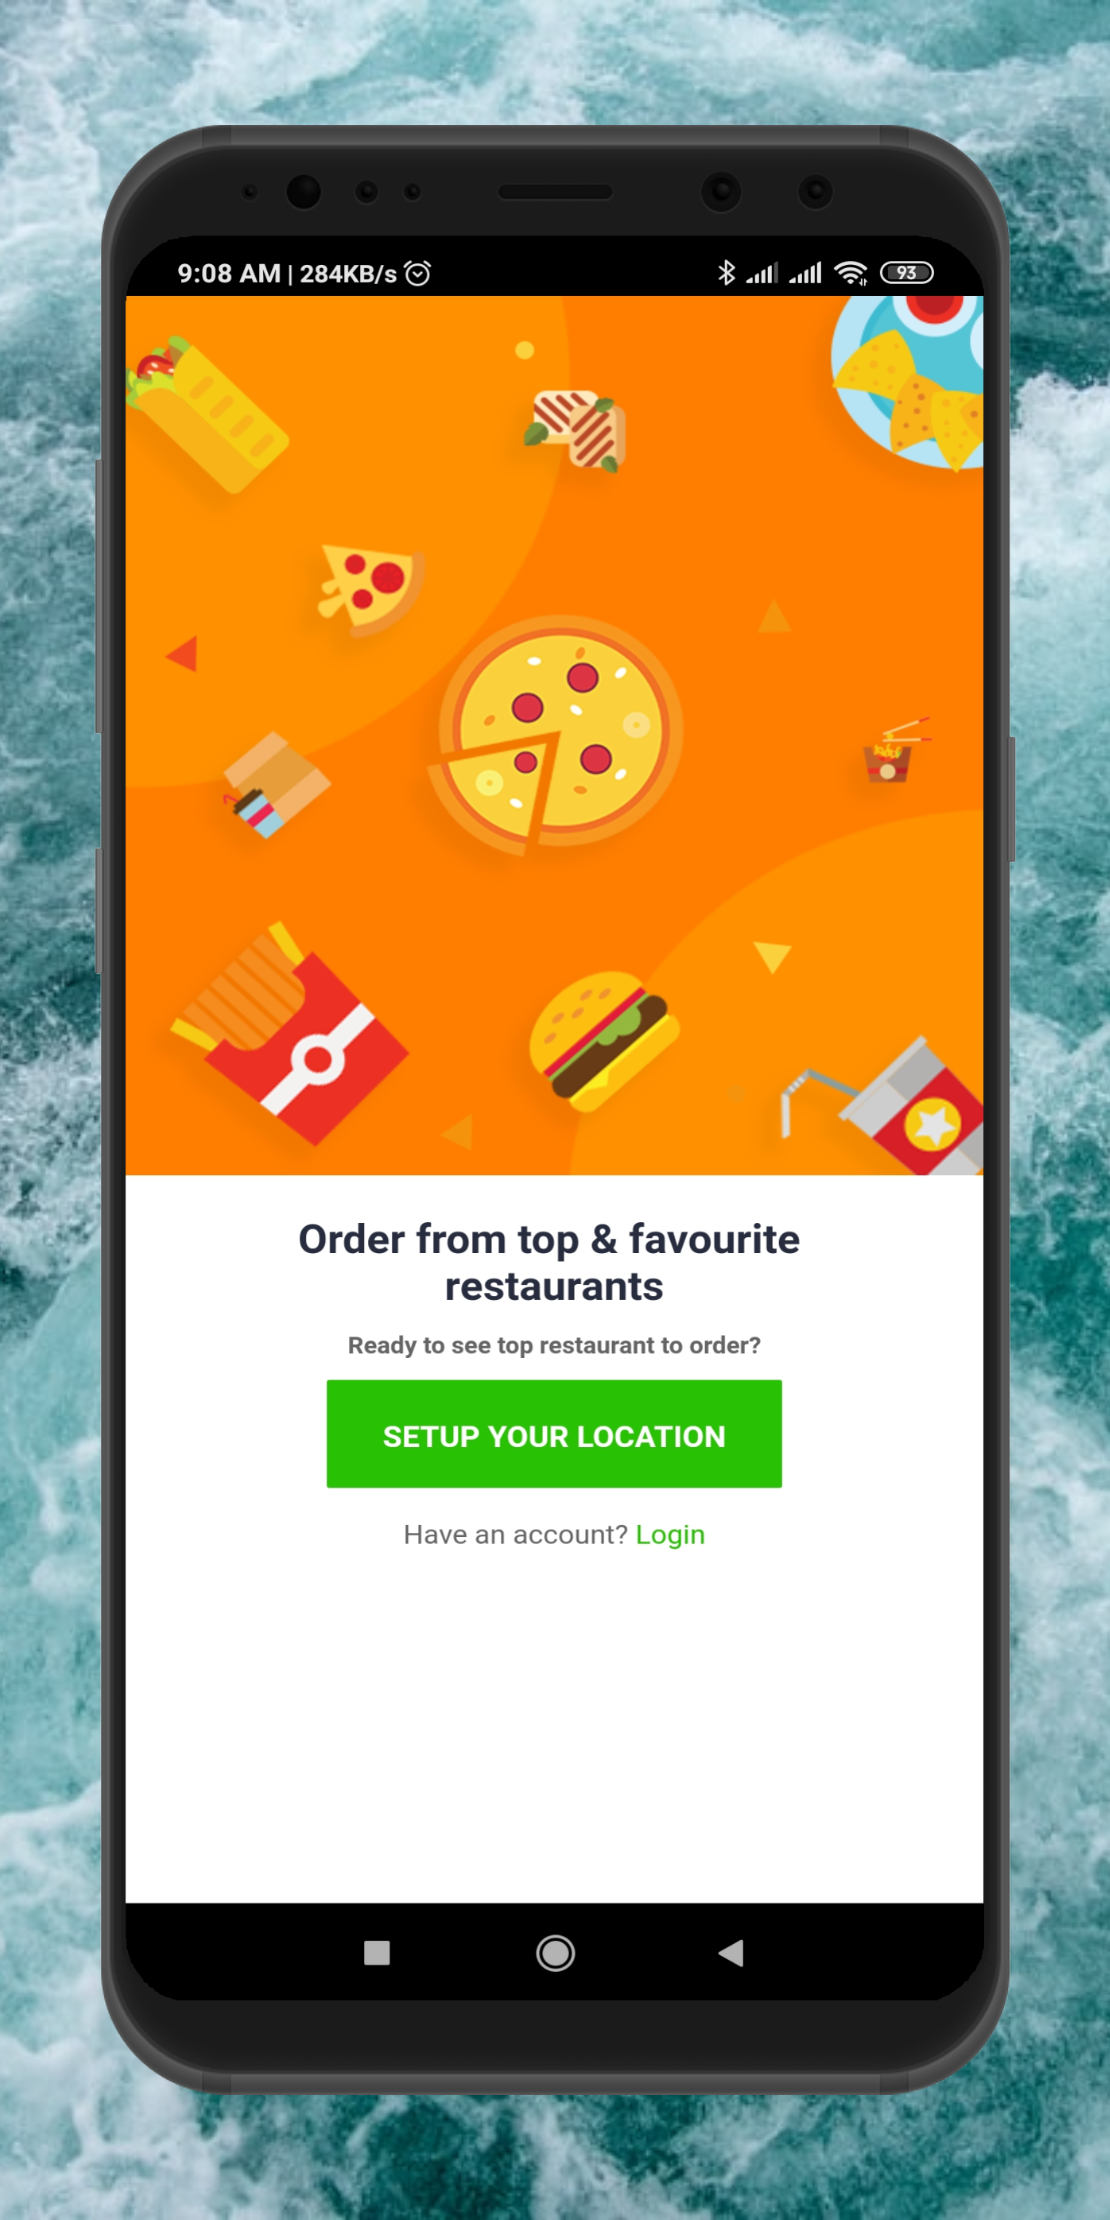 9:08 AM | 284KB/s 93
Order from top & favourite
restaurants
Ready to see top restaurant to order?
SETUP YOUR LOCATION
Have an account? Login